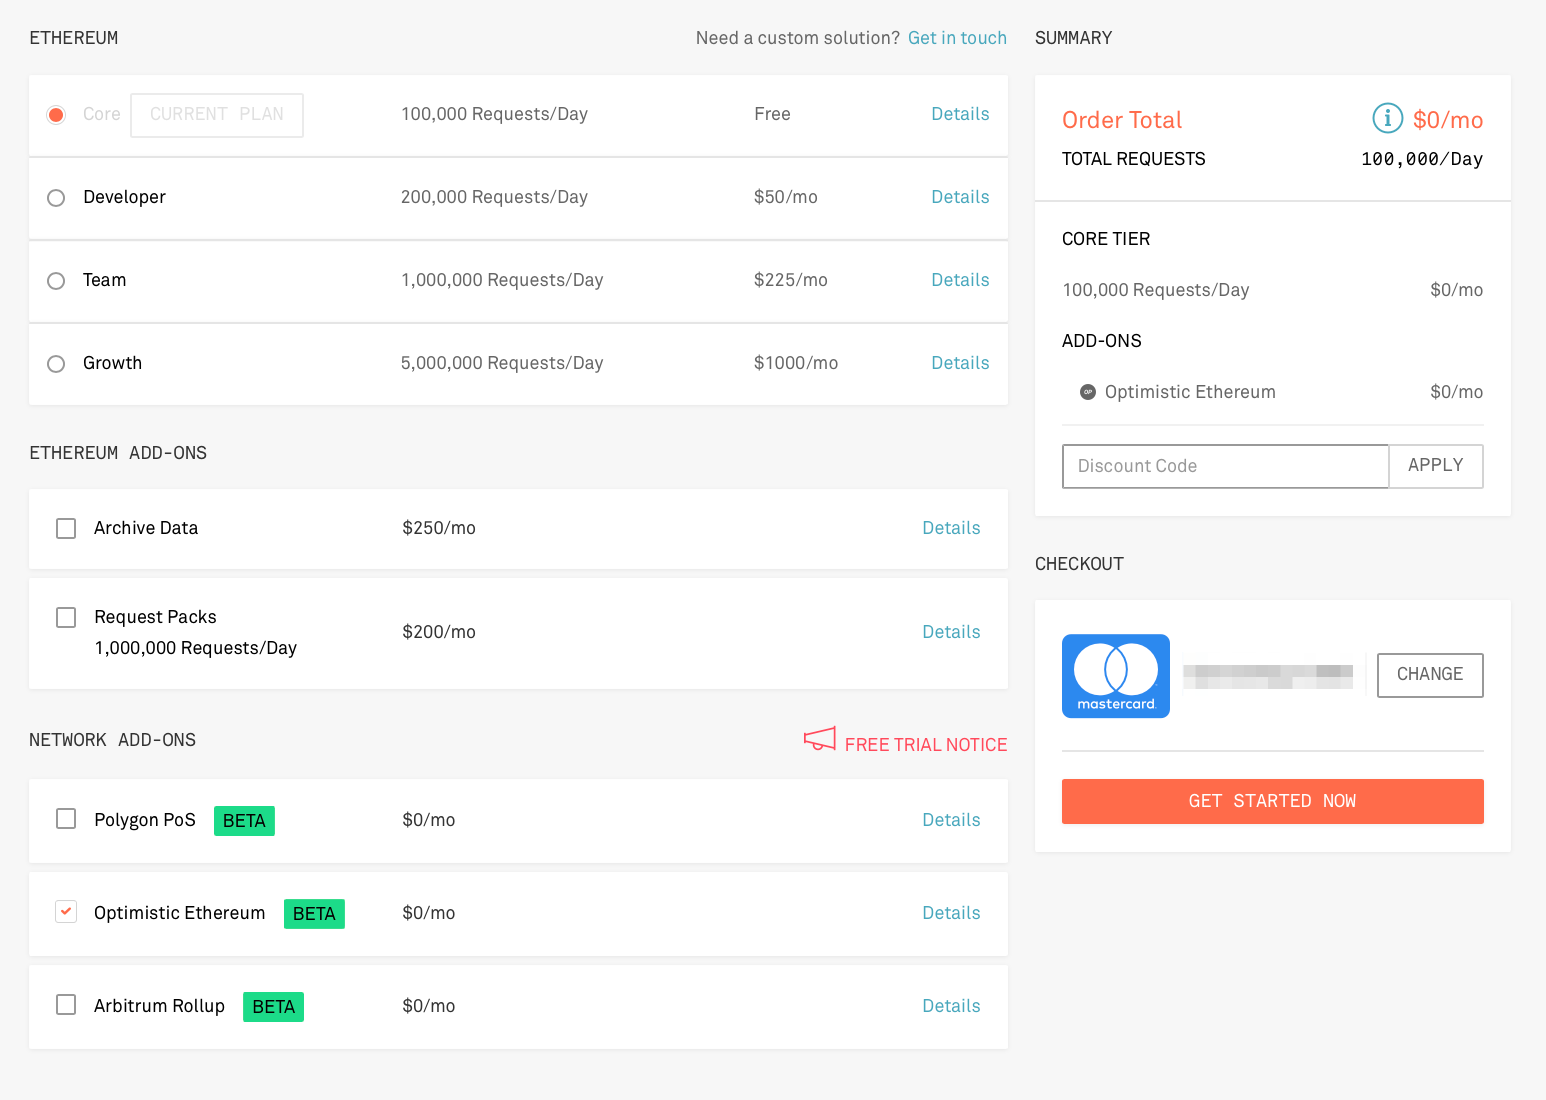 ETHEREUM
Need a custom solution? Get in touch
Core CURRENT PLAN 100,000 Requests/Day Free Details
Developer 200,000 Requests/Day $50/mo Details
Team 1,000,000 Requests/Day $225/mo Details
Growth 5,000,000 Requests/Day $1000/mo Details
ETHEREUM ADD-ONS
Archive Data $250/mo Details
Request Packs
1,000,000 Requests/Day $200/mo Details
NETWORK ADD-ONS
FREE TRIAL NOTICE
Polygon PoS BETA $0/mo Details
Optimistic Ethereum BETA $0/mo Details
Arbitrum Rollup BETA $0/mo Details
SUMMARY
Order Total i $0/mo
TOTAL REQUESTS 100,000/Day
CORE TIER
100,000 Requests/Day $0/mo
ADD-ONS
OP Optimistic Ethereum $0/mo
Discount Code APPLY
CHECKOUT
mastercard.
CHANGE
GET STARTED NOW